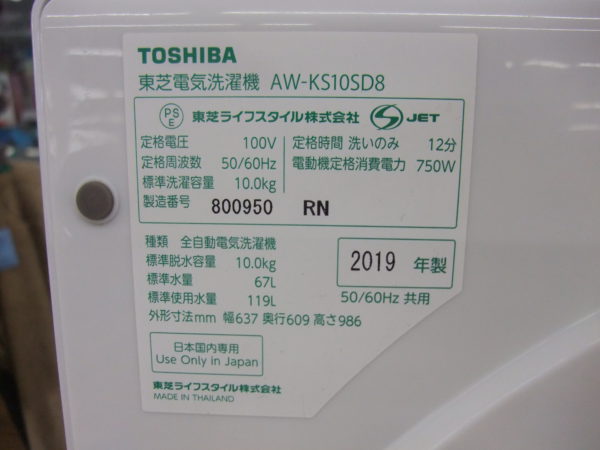 TOSHIBA
東芝電気洗濯機 AW-KS10SD8
PS E 東芝ライフスタイル株式会社 S JET
定格電圧 100V
定格周波数 50/60Hz
標準洗濯容量 10.0kg
製造番号 800950 RN
定格時間 洗いのみ 12分
電動機定格消費電力 750W
種類 全自動電気洗濯機
標準脱水容量 10.0kg
標準水量 67L
標準使用水量 119L
外形寸法mm 幅637 奥行609 高さ986
2019 年製
50/60Hz 共用
日本国内専用
Use Only in Japan
東芝ライフスタイル株式会社
MADE IN THAILAND